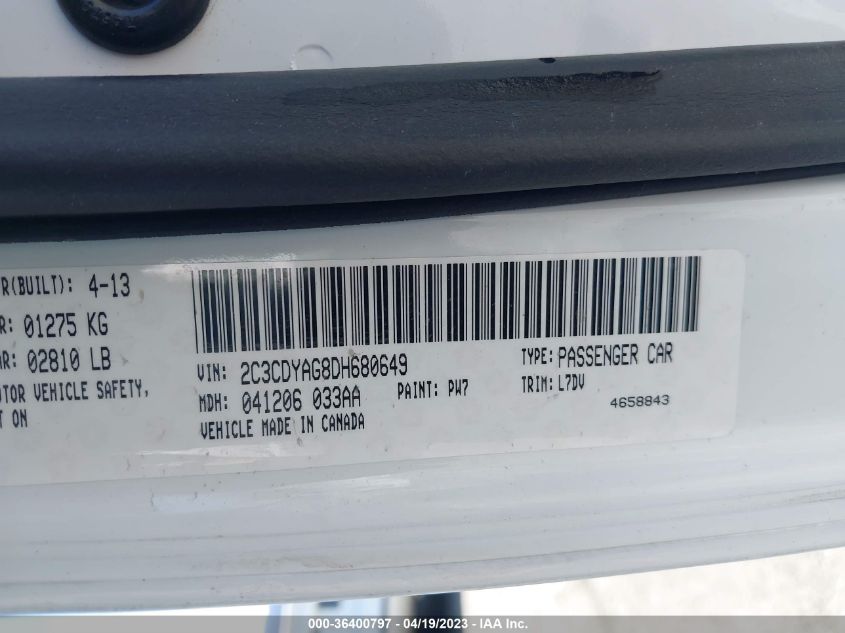 R(BUILT): 4-13
R: 01275 KG
AR: 02810 LB
OTOR VEHICLE SAFETY,
T ON
VIN: 2C3CDYAG8DH680649
TYPE: PASSENGER CAR
MDH: 041206 033AA
PAINT: PW7
TRIM: L7DV
VEHICLE MADE IN CANADA
4658843
000-36400797 - 04/19/2023 - IAA Inc.